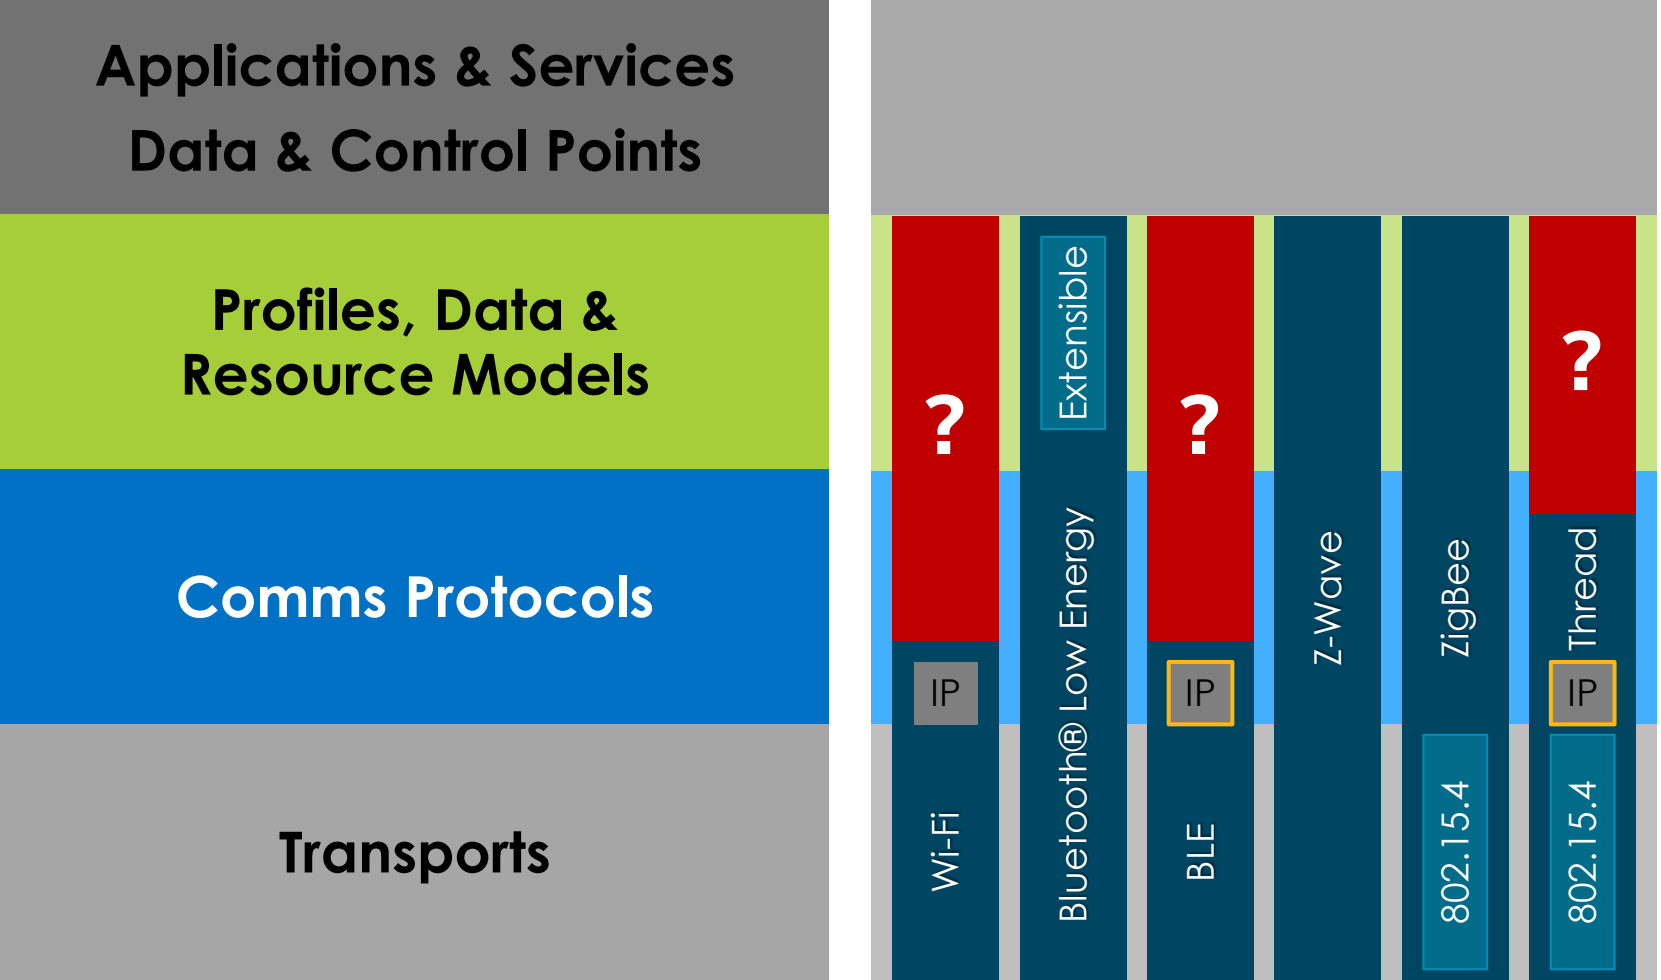 Applications & Services
Data & Control Points
Profiles, Data &
Resource Models
Comms Protocols
Transports
?
IP
Wi-Fi
Extensible
Bluetooth® Low Energy
?
IP
BLE
Z-Wave
ZigBee
802.15.4
?
Thread
IP
802.15.4